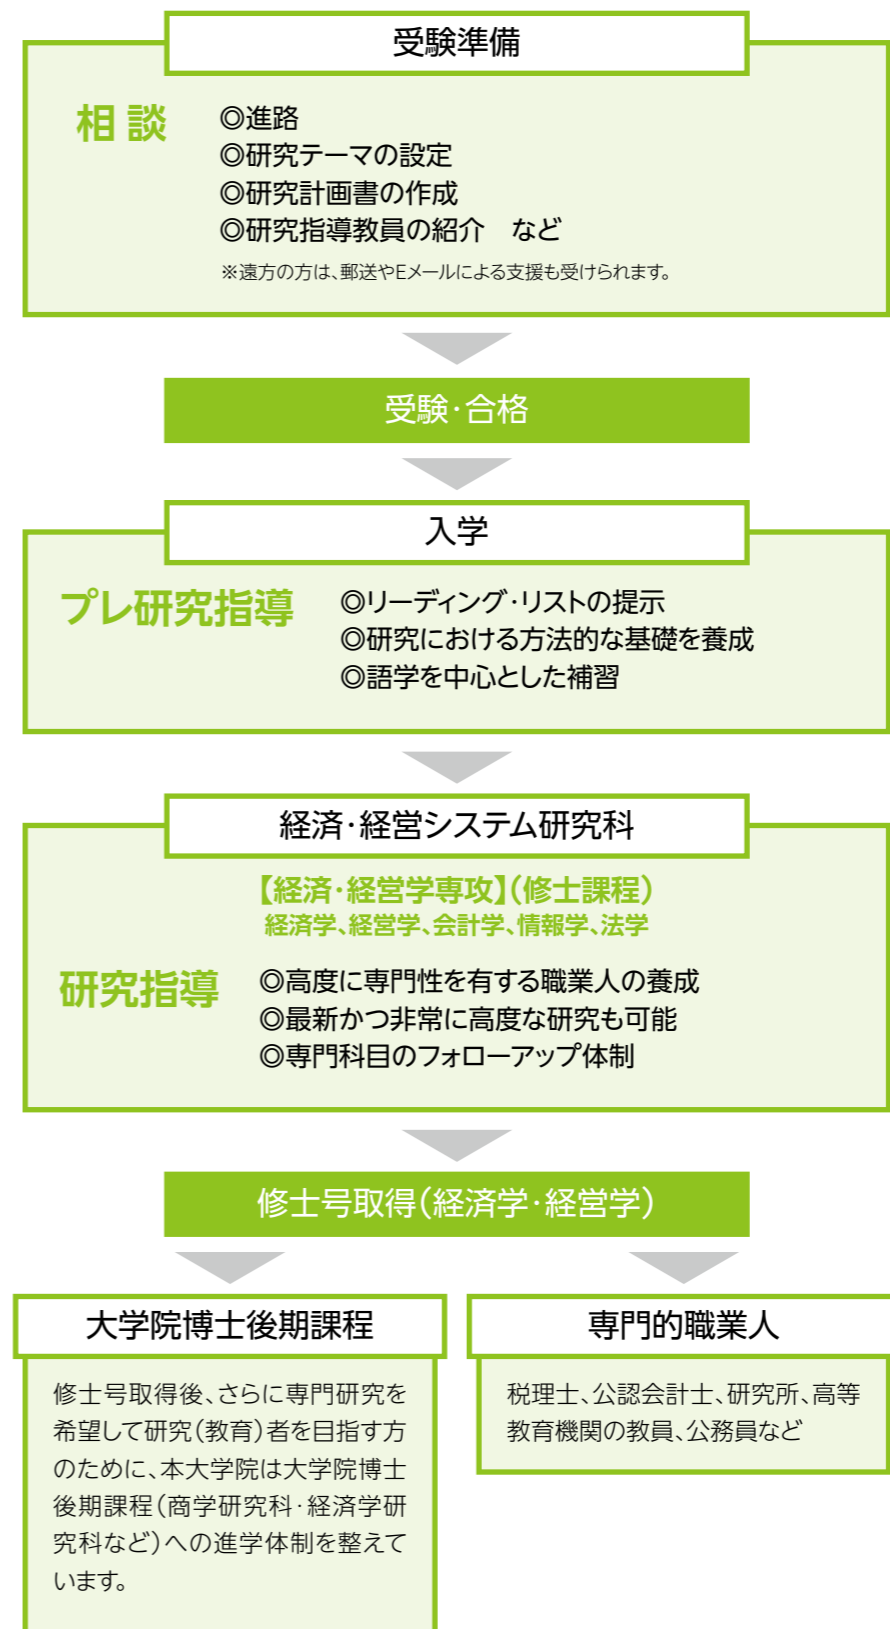 受験準備
相談
◎進路
◎研究テーマの設定
◎研究計画書の作成
◎研究指導教員の紹介　など
※遠方の方は、郵送やEメールによる支援も受けられます。
受験・合格
入学
プレ研究指導
◎リーディング・リストの提示
◎研究における方法的な基礎を養成
◎語学を中心とした補習
経済・経営システム研究科
【経済・経営学専攻】（修士課程）
経済学、経営学、会計学、情報学、法学
研究指導
◎高度に専門性を有する職業人の養成
◎最新かつ非常に高度な研究も可能
◎専門科目のフォローアップ体制
修士号取得（経済学・経営学）
大学院博士後期課程
修士号取得後、さらに専門研究を
希望して研究（教育）者を目指す方
のために、本大学院は大学院博士
後期課程（商学研究科・経済学研
究科など）への進学体制を整えて
います。
専門的職業人
税理士、公認会計士、研究所、高等
教育機関の教員、公務員など